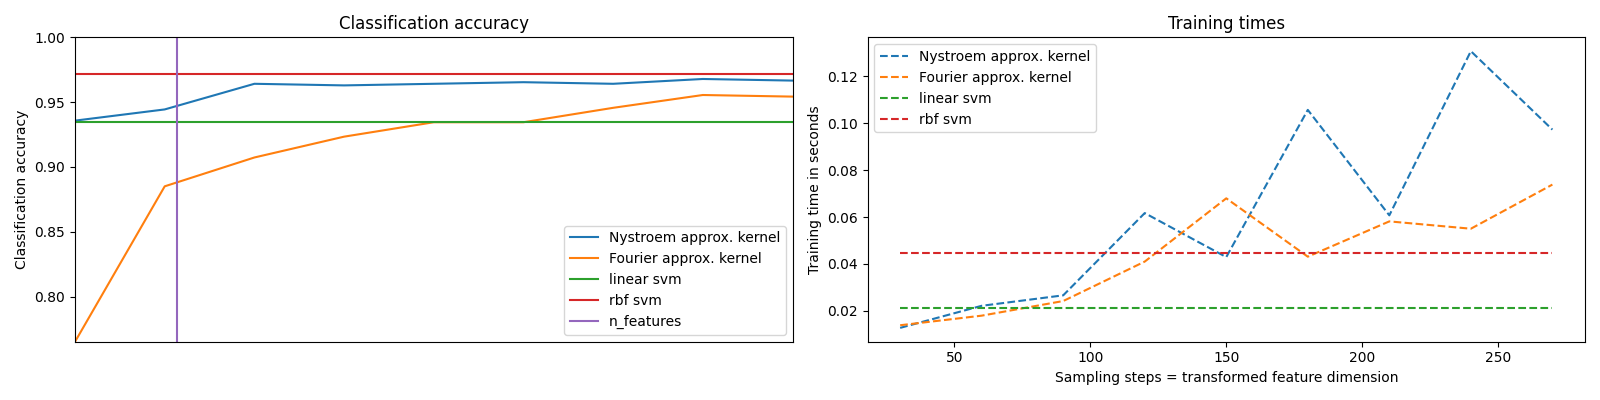 Classification accuracy
Classification accuracy
1.00
0.95
0.90
0.85
0.80
Nystroem approx. kernel
Fourier approx. kernel
linear svm
rbf svm
n_features
Training times
Training time in seconds
0.12
0.10
0.08
0.06
0.04
0.02
Nystroem approx. kernel
Fourier approx. kernel
linear svm
rbf svm
50
100
150
200
250
Sampling steps = transformed feature dimension